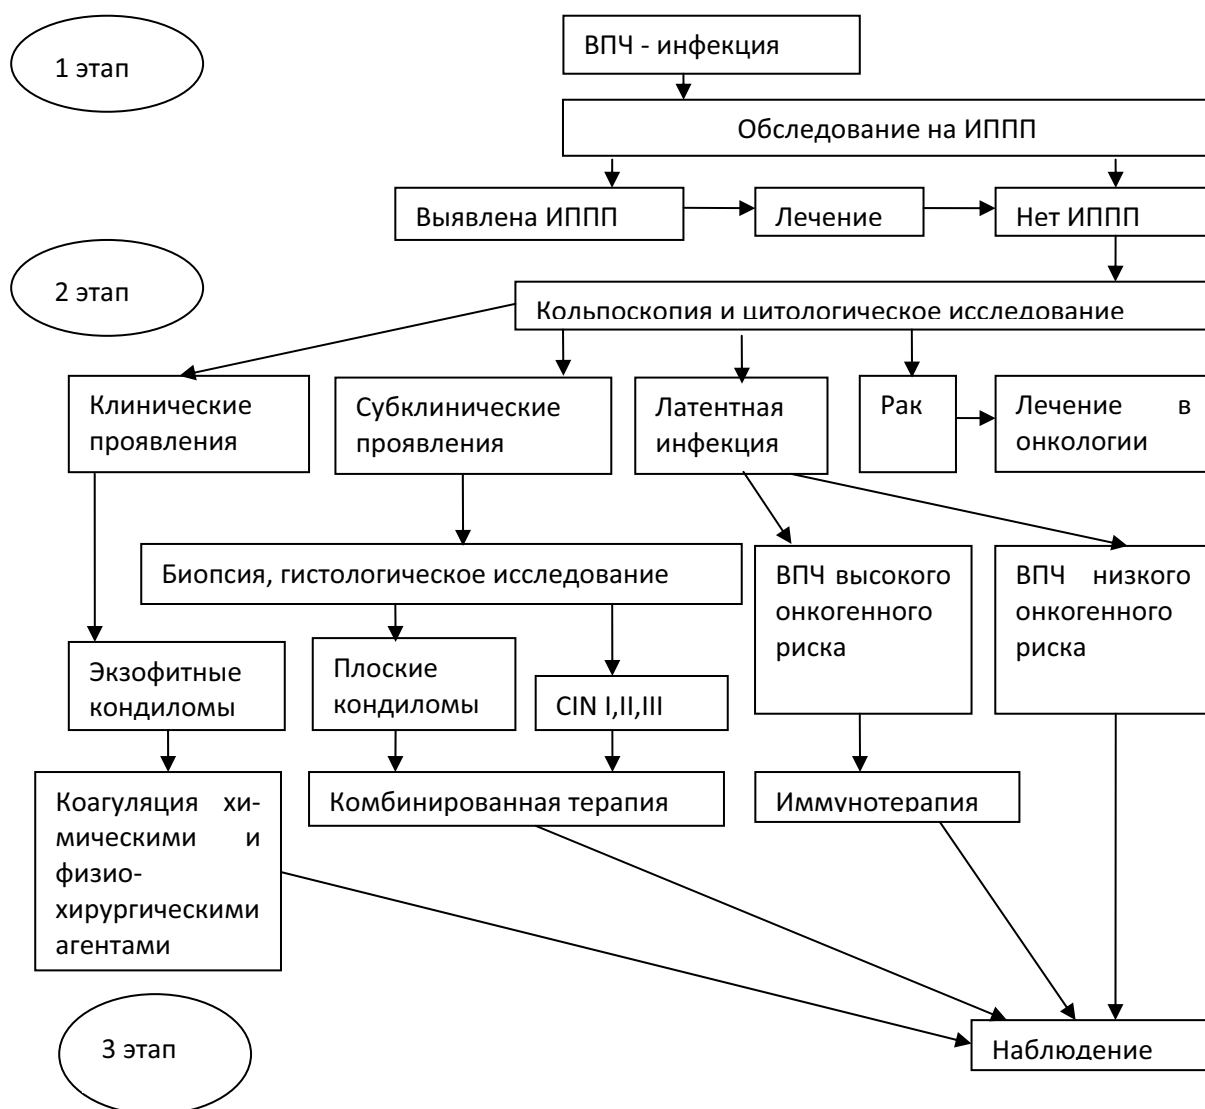 1 этап
ВПЧ - инфекция
Обследование на ИППП
Выявлена ИППП
Лечение
Нет ИППП
2 этап
Кольпоскопия и цитологическое исследование
Клинические
проявления
Субклинические
проявления
Латентная
инфекция
Рак
Лечение в
онкологии
Биопсия, гистологическое исследование
ВПЧ высокого
онкогенного
риска
ВПЧ низкого
онкогенного
риска
Экзофитные
кондиломы
Плоские
кондиломы
CIN I,II,III
Коагуляция хи-
мическими и
физио-
хирургическими
агентами
Комбинированная терапия
Иммунотерапия
3 этап
Наблюдение